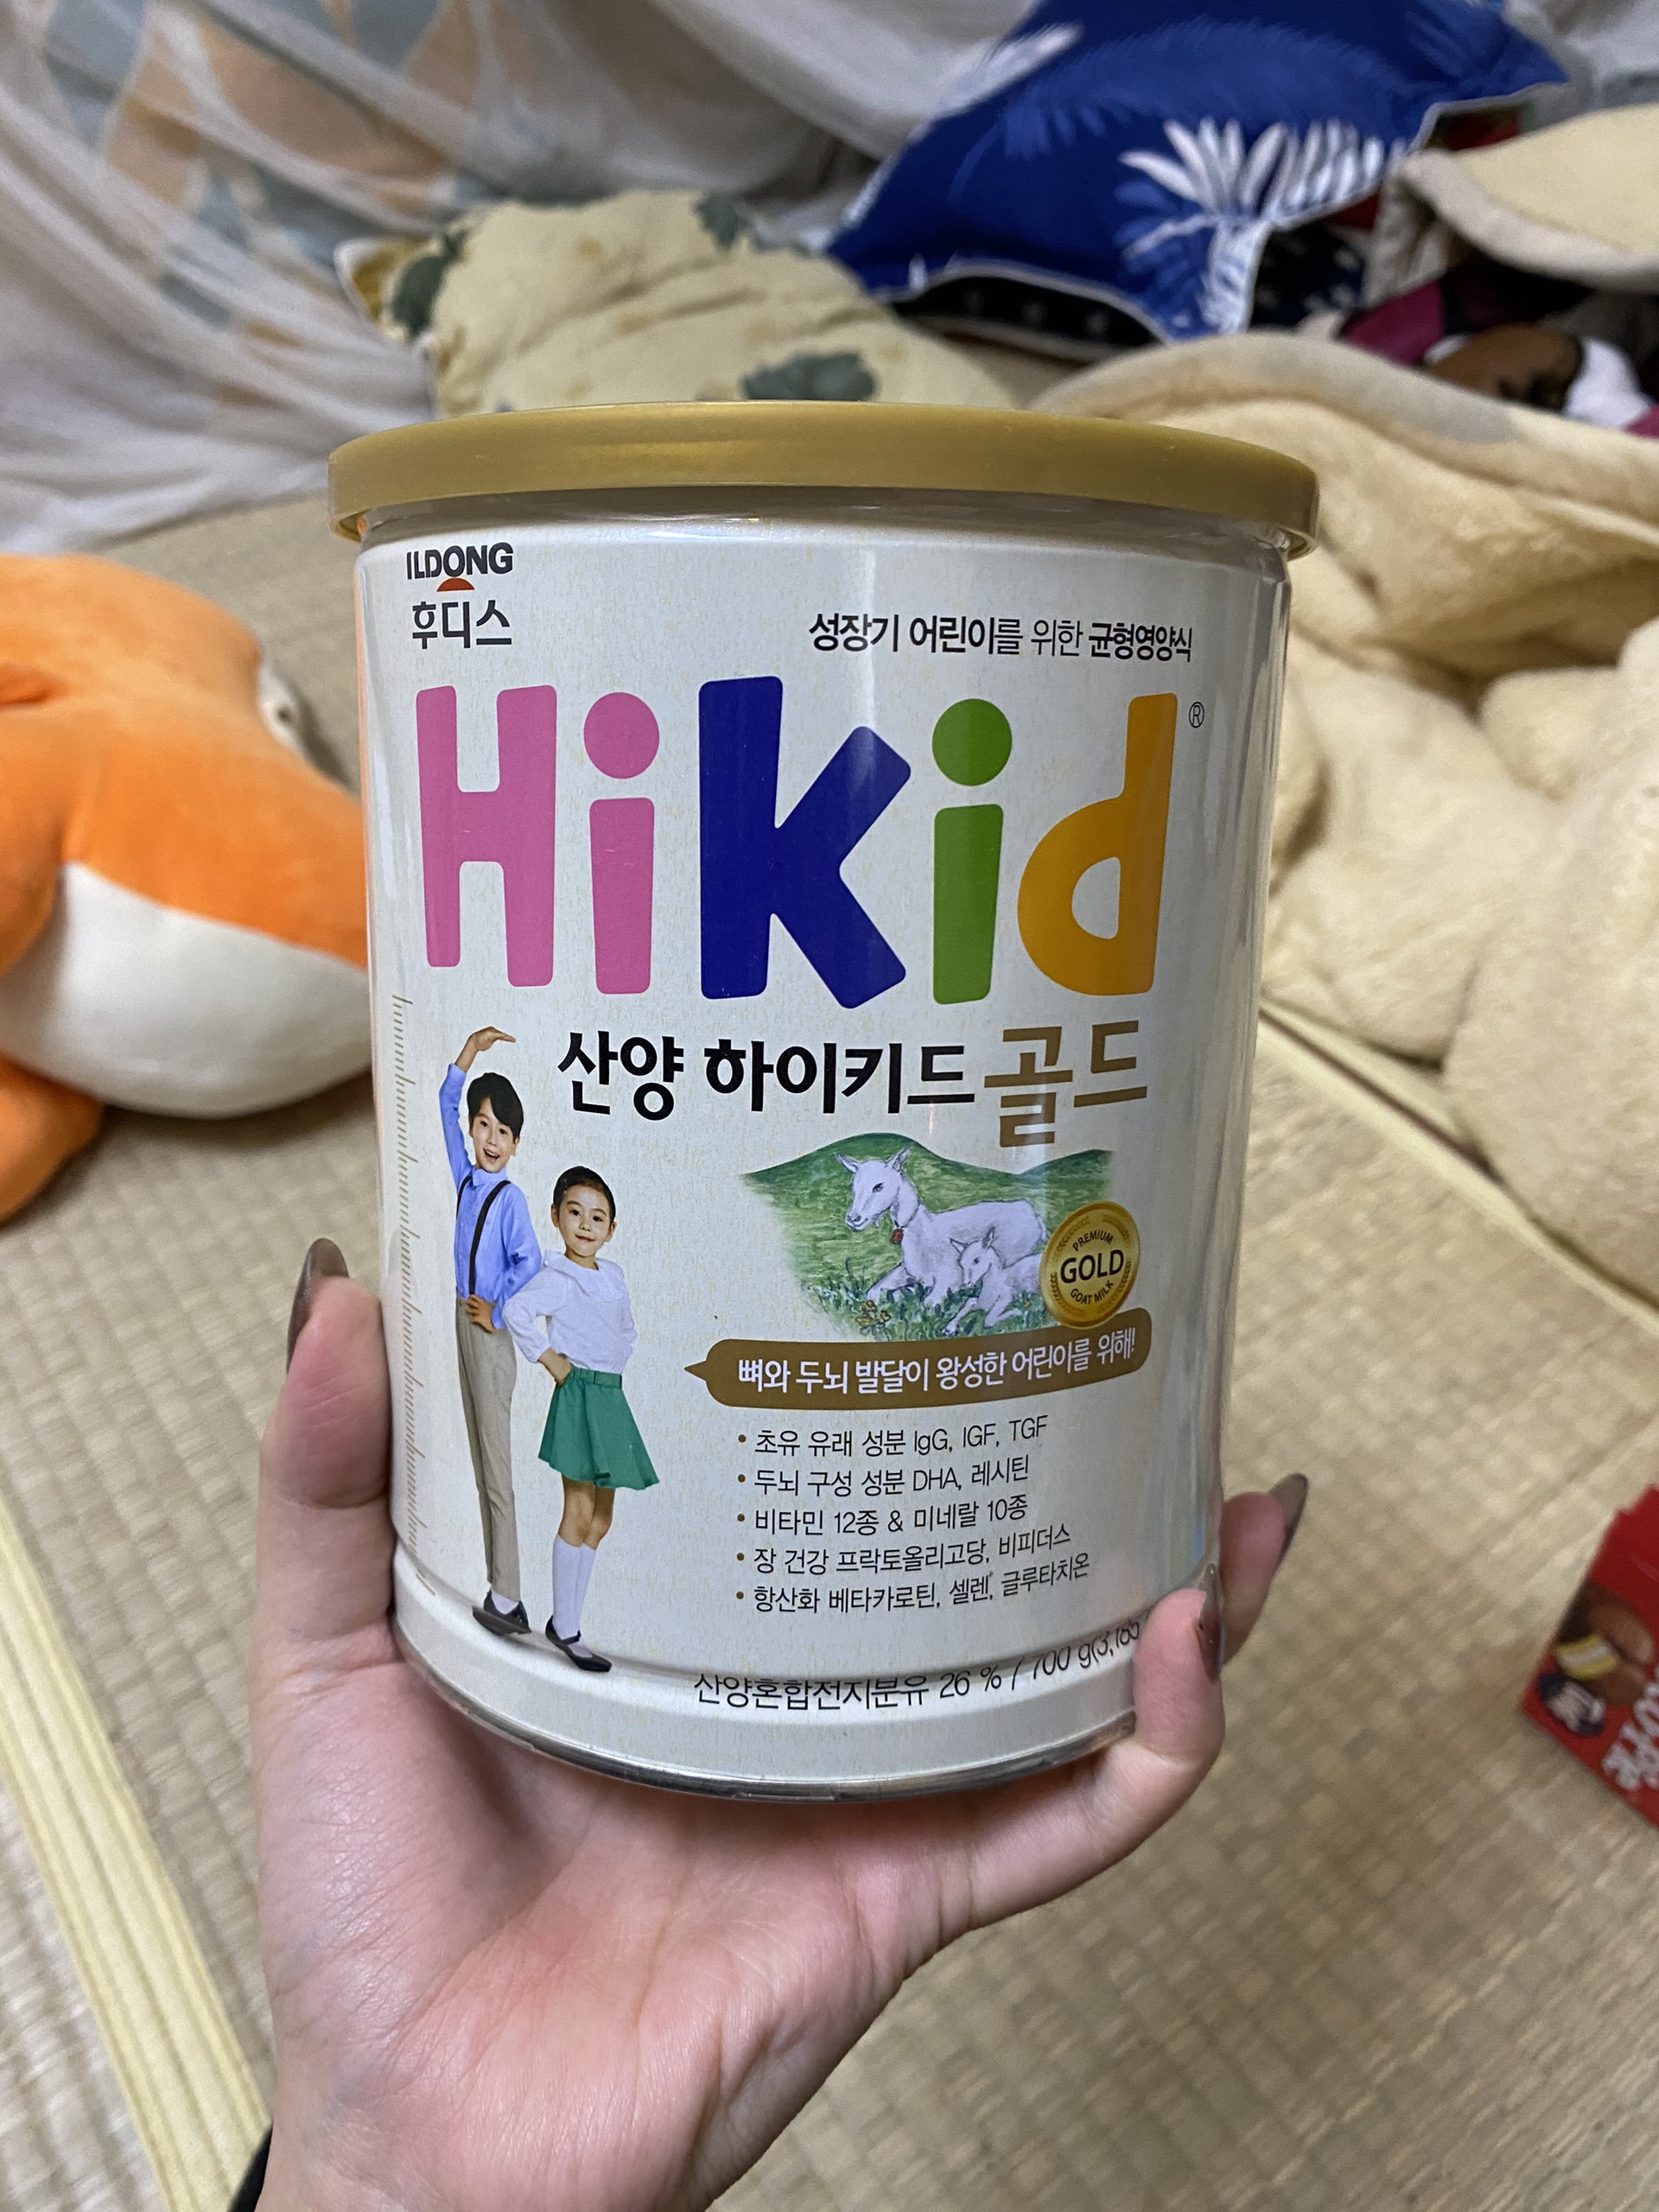 ILDONG
후디스
성장기 어린이를 위한 균형영양식
Hikid®
산양 하이키드 골드
PREMIUM
GOLD
GOAT MILK
뼈와 두뇌 발달이 왕성한 어린이를 위해!
• 초유 유래 성분 IgG, IGF, TGF
• 두뇌 구성 성분 DHA, 레시틴
• 비타민 12종 & 미네랄 10종
• 장 건강 프락토올리고당, 비피더스
• 항산화 베타카로틴, 셀렌, 글루타치온
산양혼합전지분유 26 % / 700 g(3,165